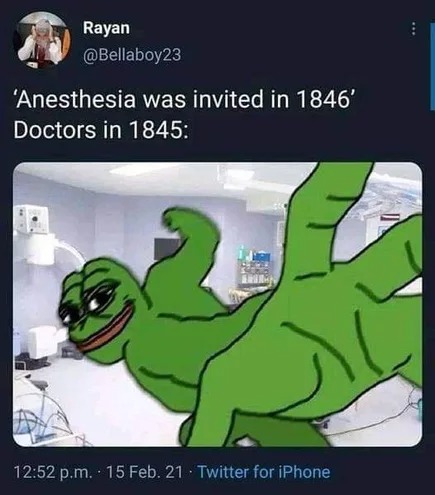 Rayan
@Bellaboy23
‘Anesthesia was invited in 1846’
Doctors in 1845:
12:52 p.m. · 15 Feb. 21 · Twitter for iPhone